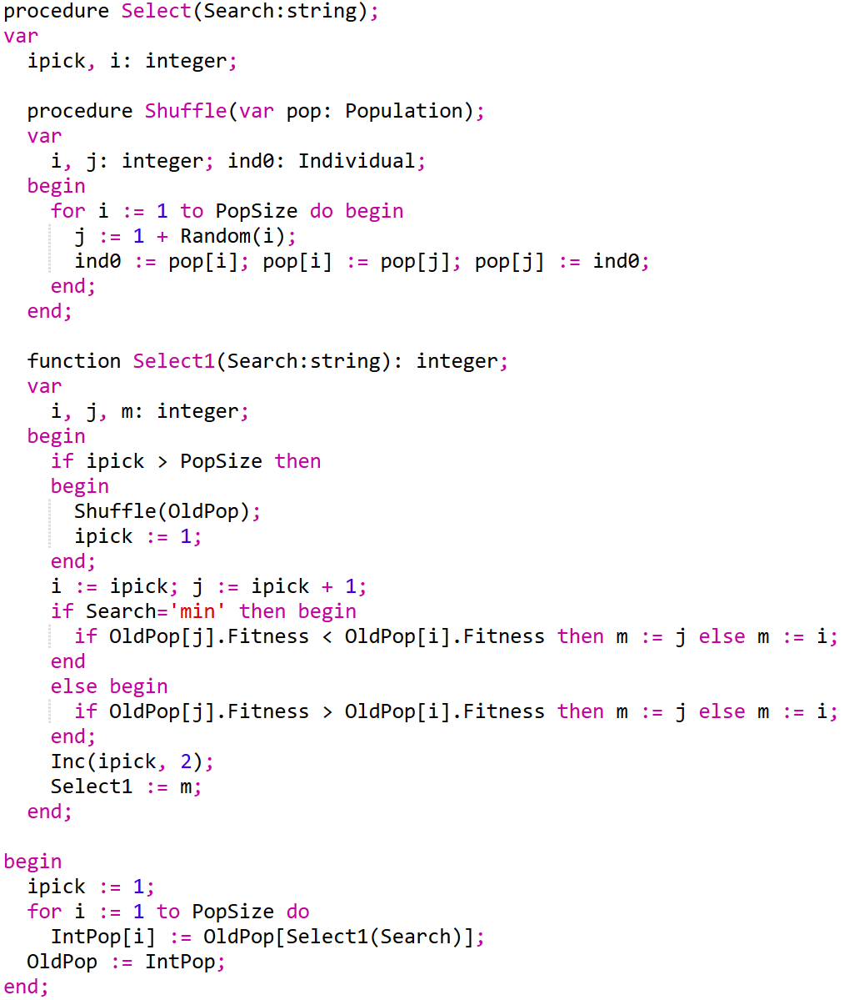 procedure Select(Search:string);
var
  ipick, i: integer;

  procedure Shuffle(var pop: Population);
  var
    i, j: integer; ind0: Individual;
  begin
    for i := 1 to PopSize do begin
      j := 1 + Random(i);
      ind0 := pop[i]; pop[i] := pop[j]; pop[j] := ind0;
    end;
  end;

  function Select1(Search:string): integer;
  var
    i, j, m: integer;
  begin
    if ipick > PopSize then
    begin
      Shuffle(OldPop);
      ipick := 1;
    end;
    i := ipick; j := ipick + 1;
    if Search='min' then begin
      if OldPop[j].Fitness < OldPop[i].Fitness then m := j else m := i;
    end
    else begin
      if OldPop[j].Fitness > OldPop[i].Fitness then m := j else m := i;
    end;
    Inc(ipick, 2);
    Select1 := m;
  end;

begin
  ipick := 1;
  for i := 1 to PopSize do
    IntPop[i] := OldPop[Select1(Search)];
  OldPop := IntPop;
end;